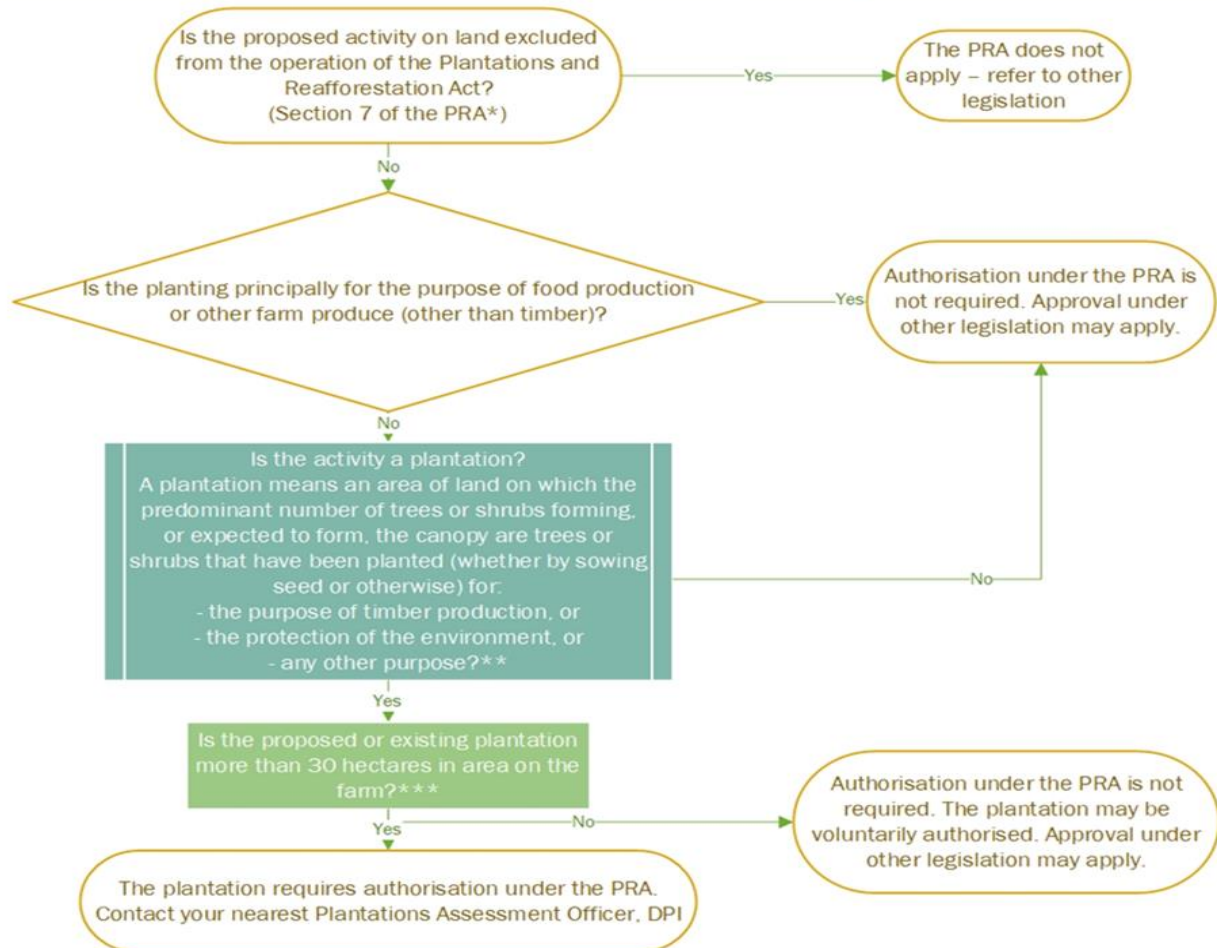 Is the proposed activity on land excluded
from the operation of the Plantations and
Reafforestation Act?
(Section 7 of the PRA*)
Yes
The PRA does not
apply – refer to other
legislation
No
Is the planting principally for the purpose of food production
or other farm produce (other than timber)?
Yes
Authorisation under the PRA is
not required. Approval under
other legislation may apply.
No
Is the activity a plantation?
A plantation means an area of land on which the
predominant number of trees or shrubs forming,
or expected to form, the canopy are trees or
shrubs that have been planted (whether by sowing
seed or otherwise) for:
- the purpose of timber production, or
- the protection of the environment, or
- any other purpose?**
No
Yes
Is the proposed or existing plantation
more than 30 hectares in area on the
farm?***
No
Authorisation under the PRA is not
required. The plantation may be
voluntarily authorised. Approval under
other legislation may apply.
Yes
The plantation requires authorisation under the PRA.
Contact your nearest Plantations Assessment Officer, DPI